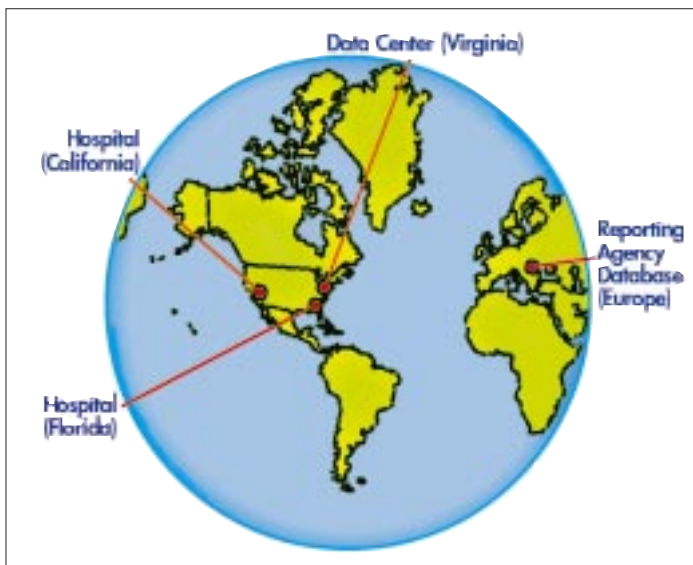 Data Center (Virginia)
Hospital
(California)
Reporting
Agency
Database
(Europe)
Hospital
(Florida)